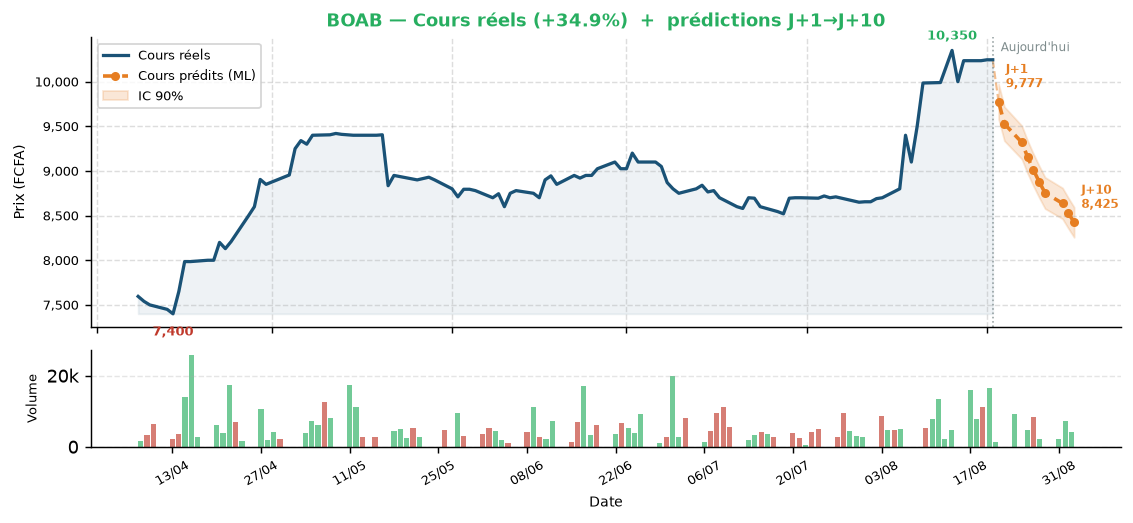 BOAB — Cours réels (+34.9%) + prédictions J+1→J+10
10,350
Aujourd'hui
Cours réels
Cours prédits (ML)
IC 90%
J+1
9,777
J+10
8,425
7,400
Prix (FCFA)
10,000
9,500
9,000
8,500
8,000
7,500
Volume
20k
0
13/04
27/04
11/05
25/05
08/06
22/06
06/07
20/07
03/08
17/08
31/08
Date